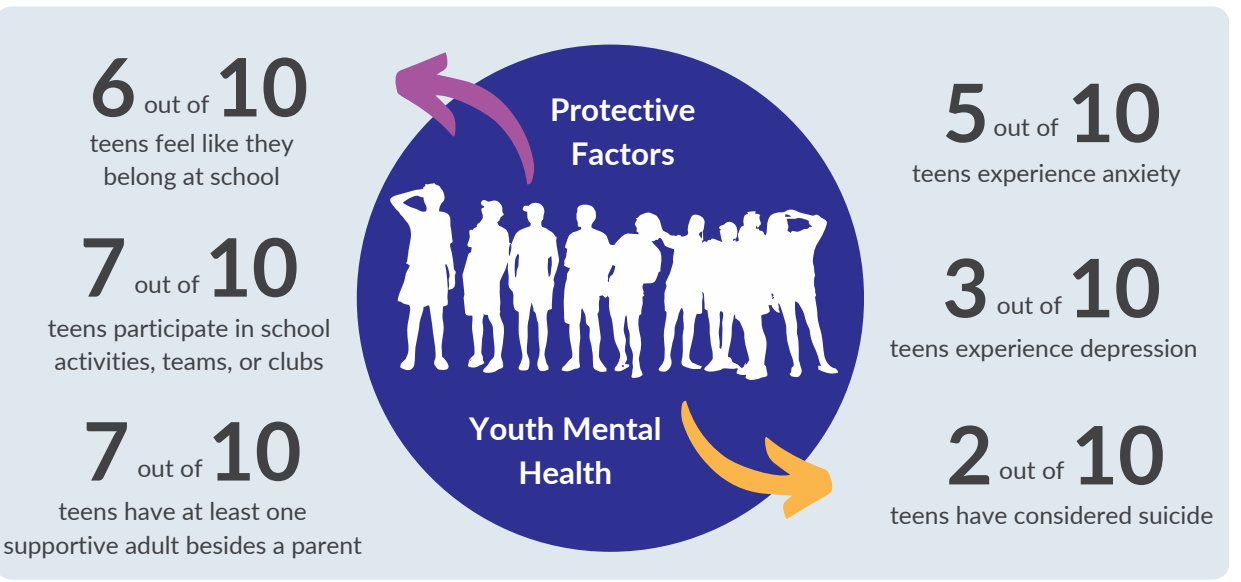 6 out of 10
teens feel like they
belong at school
7 out of 10
teens participate in school
activities, teams, or clubs
7 out of 10
teens have at least one
supportive adult besides a parent
Protective
Factors
Youth Mental
Health
5 out of 10
teens experience anxiety
3 out of 10
teens experience depression
2 out of 10
teens have considered suicide